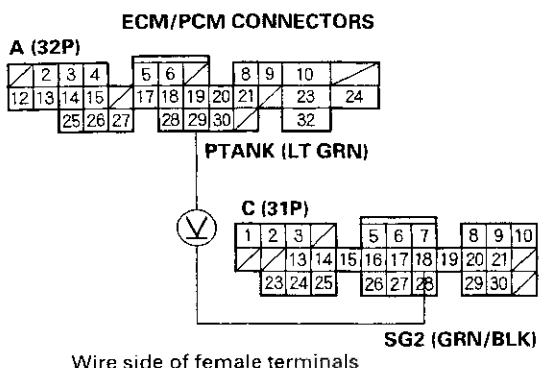 ECM/PCM CONNECTORS
A (32P)
2 3 4 5 6 8 9 10
12 13 14 15 17 18 19 20 21 23 24
25 26 27 28 29 30 32
PTANK (LT GRN)
V
C (31P)
1 2 3 5 6 7 8 9 10
13 14 15 16 17 18 19 20 21
23 24 25 26 27 28 29 30
SG2 (GRN/BLK)
Wire side of female terminals